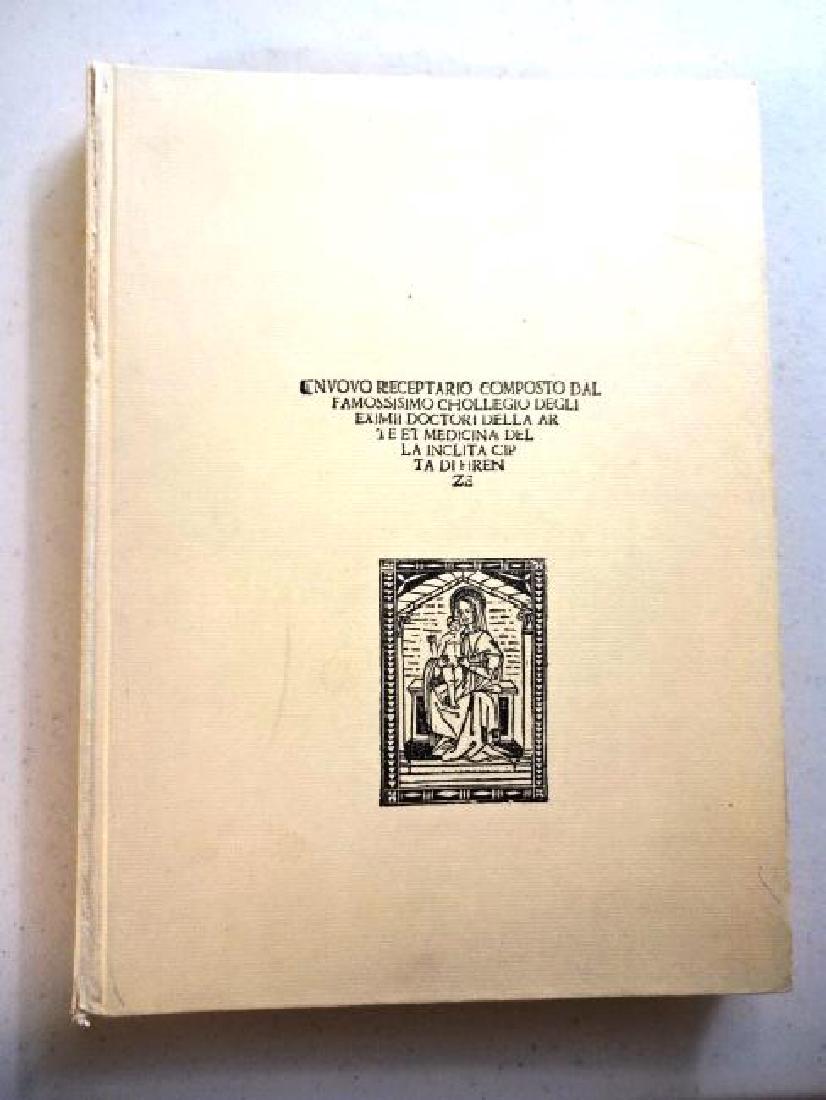 ⸿NVOVO RECEPTARIO COMPOSTO DAL
FAMOSSISIMO CHOLLEGIO DEGLI
EXIMII DOCTORI DELLA AR
TE ET MEDICINA DEL
LA INCLITA CIP
TA DI FIREN
ZE